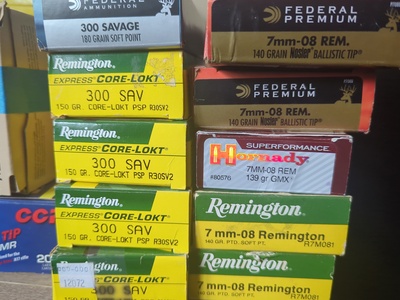 FEDERAL
AMMUNITION
300 SAVAGE
180 GRAIN SOFT POINT
Remington
EXPRESS CORE-LOKT
300 SAV
150 GR. CORE-LOKT PSP R30SV2
Remington
EXPRESS CORE-LOKT
300 SAV
150 GR. CORE-LOKT PSP R30SV2
Remington
EXPRESS CORE-LOKT
300 SAV
150 GR. CORE-LOKT PSP R30SV2
Remington
CORE-LOKT
300 SAV
12072
CCI
TIP
MR
20
FEDERAL
PREMIUM
7mm-08 REM.
140 GRAIN Nosler BALLISTIC TIP
FEDERAL
PREMIUM
7mm-08 REM.
140 GRAIN Nosler BALLISTIC TIP
SUPERFORMANCE
Hornady
#80576
7MM-08 REM
139 gr GMX
Remington
7 mm-08 Remington
140 GR. PTD. SOFT PT.
R7M081
Remington
7 mm-08 Remington
140 GR. PTD. SOFT PT.
R7M081